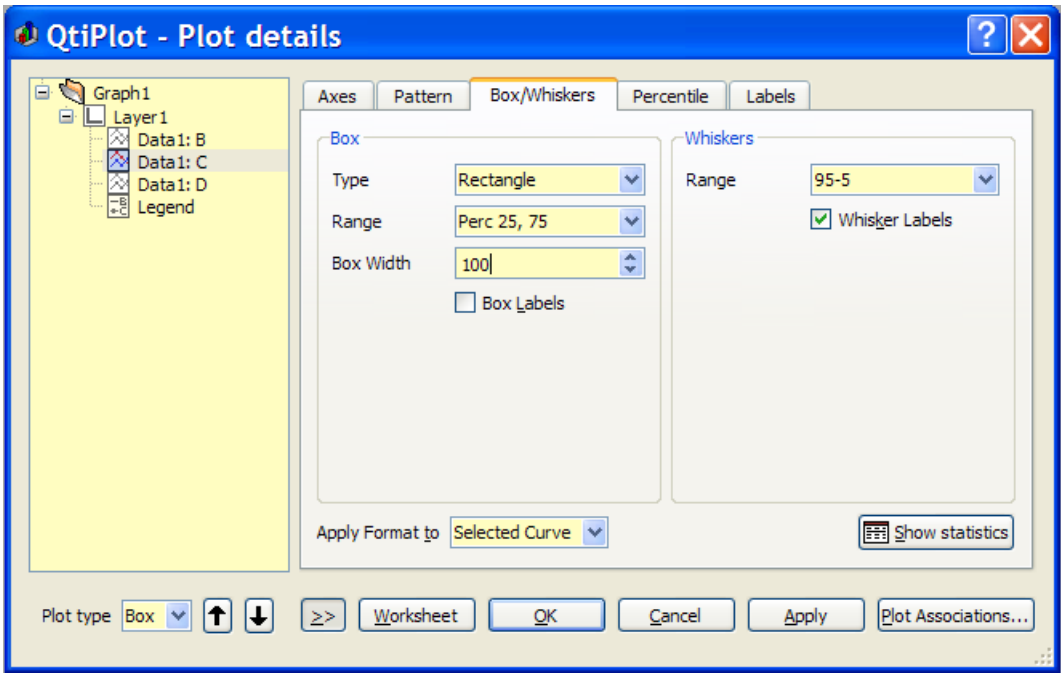 QtiPlot - Plot details
Graph1
Layer1
Data1: B
Data1: C
Data1: D
Legend
Axes Pattern Box/Whiskers Percentile Labels
Box
Type Rectangle
Range Perc 25, 75
Box Width 100
Box Labels
Whiskers
Range 95-5
Whisker Labels
Apply Format to Selected Curve
Show statistics
Plot type Box >> Worksheet OK Cancel Apply Plot Associations...